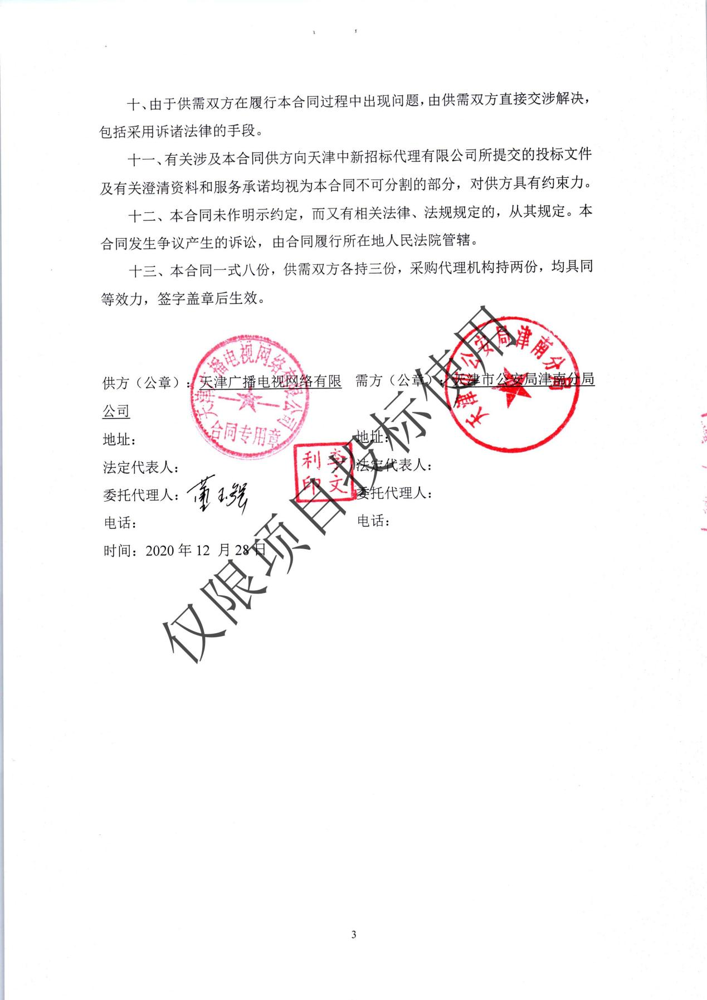 十、由于供需双方在履行本合同过程中出现问题,由供需双方直接交涉解决,
包括采用诉诸法律的手段。
十一、有关涉及本合同供方向天津中新招标代理有限公司所提交的投标文件
及有关澄清资料和服务承诺均视为本合同不可分割的部分，对供方具有约束力。
十二、本合同未作明示约定，而又有相关法律、法规规定的，从其规定。本
合同发生争议产生的诉讼，由合同履行所在地人民法院管辖。
十三、本合同一式八份，供需双方各持三份，采购代理机构持两份，均具同
等效力，签字盖章后生效。
供方（公章）：天津广播电视网络有限
公司
地址：
法定代表人：
委托代理人：董玉强
电话：
时间：2020 年 12 月 28 日
需方（公章）：天津市公安局津南分局
地址：
法定代表人：
委托代理人：
电话：
天津广播电视网络有限公司
合同专用章
李文利印
天津市公安局津南分局
仅限项目投标使用
3